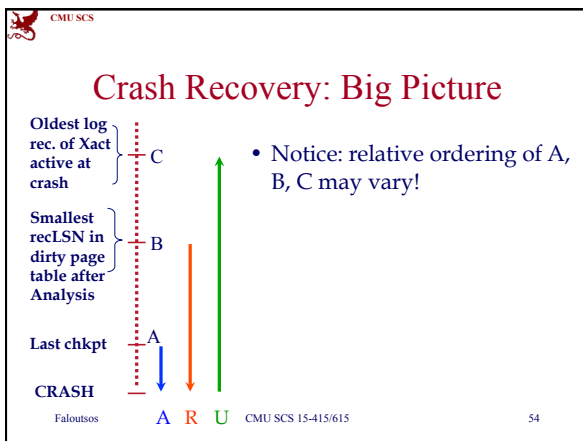 CMU SCS
Crash Recovery: Big Picture
Oldest log
rec. of Xact
active at
crash
C
• Notice: relative ordering of A,
B, C may vary!
Smallest
recLSN in
dirty page
table after
Analysis
B
Last chkpt
A
CRASH
Faloutsos
A R U
CMU SCS 15-415/615
54